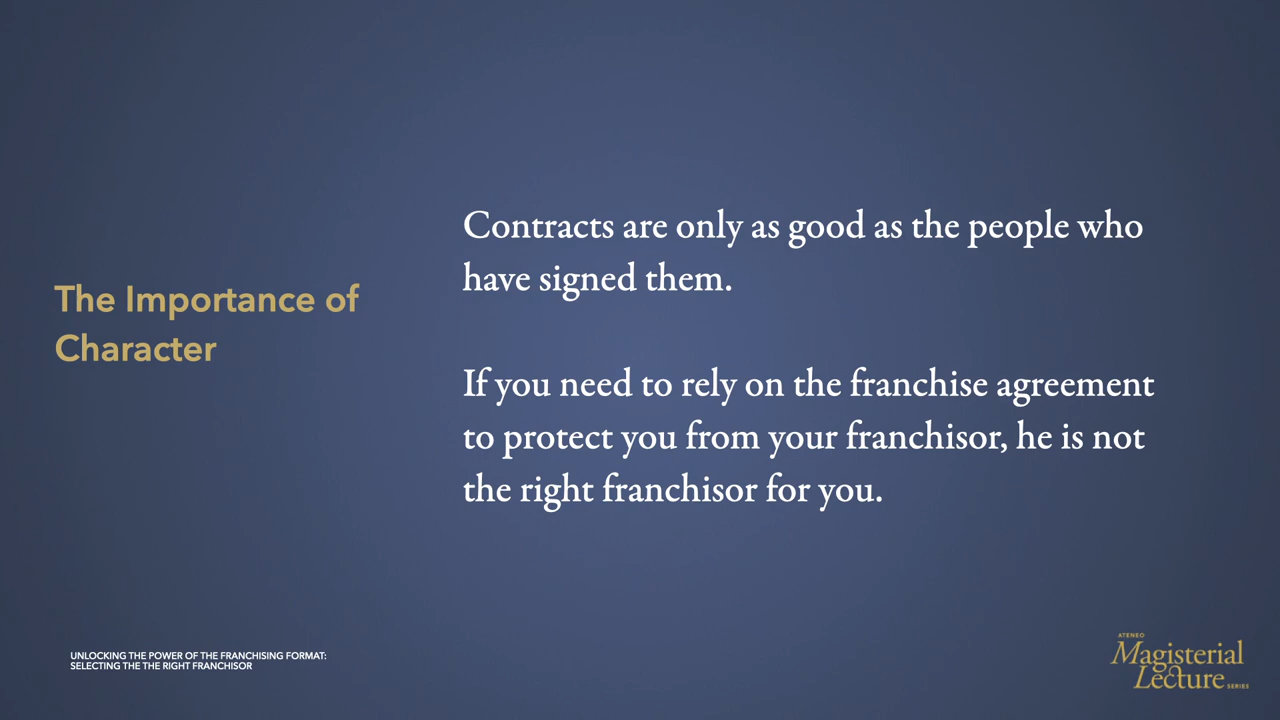 The Importance of
Character
Contracts are only as good as the people who
have signed them.
If you need to rely on the franchise agreement
to protect you from your franchisor, he is not
the right franchisor for you.
UNLOCKING THE POWER OF THE FRANCHISING FORMAT:
SELECTING THE THE RIGHT FRANCHISOR
ATENEO
Magisterial
Lecture SERIES